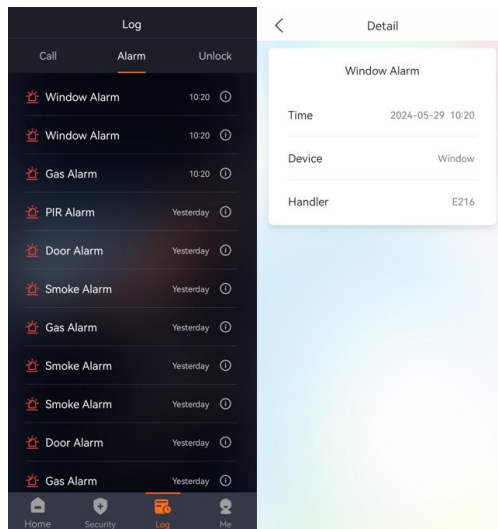 Log
Call Alarm Unlock
Window Alarm 10:20
Window Alarm 10:20
Gas Alarm 10:20
PIR Alarm Yesterday
Door Alarm Yesterday
Smoke Alarm Yesterday
Gas Alarm Yesterday
Smoke Alarm Yesterday
Smoke Alarm Yesterday
Door Alarm Yesterday
Gas Alarm Yesterday
Home Security Log Me
Detail
Window Alarm
Time 2024-05-29 10:20
Device Window
Handler E216